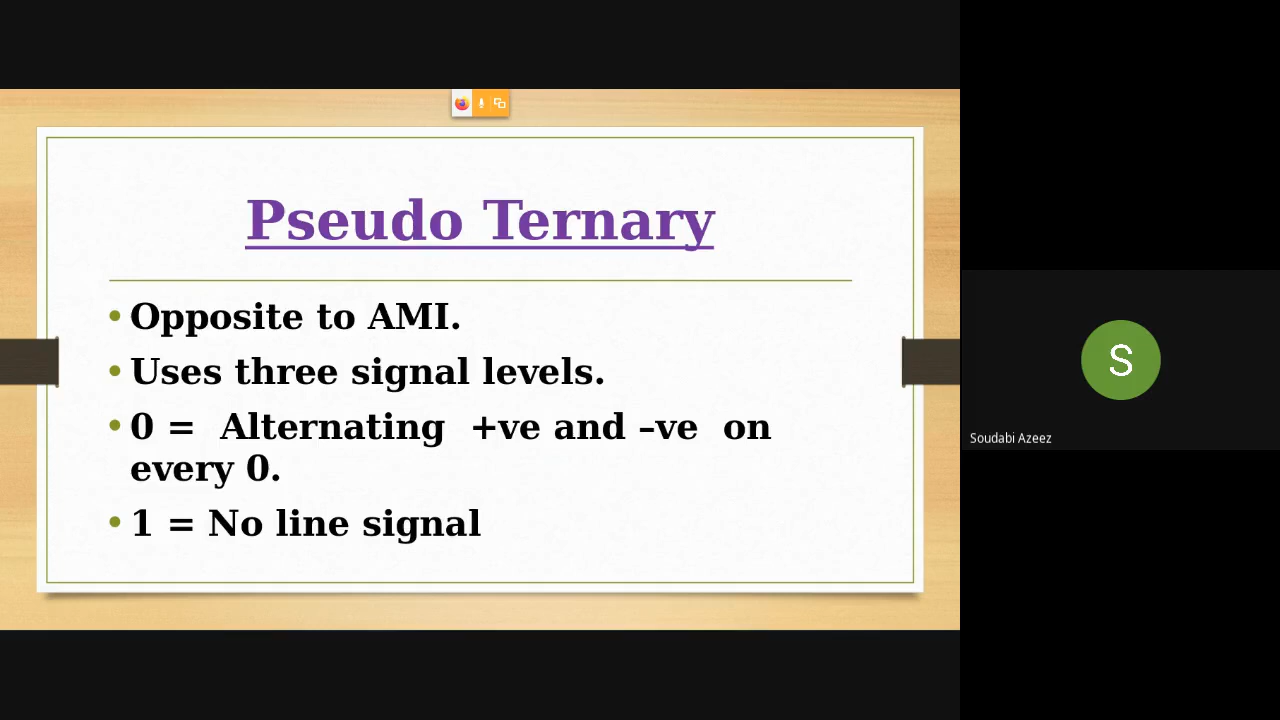 Pseudo Ternary
• Opposite to AMI.
• Uses three signal levels.
• 0 =  Alternating  +ve and –ve  on
every 0.
• 1 = No line signal
S
Soudabi Azeez